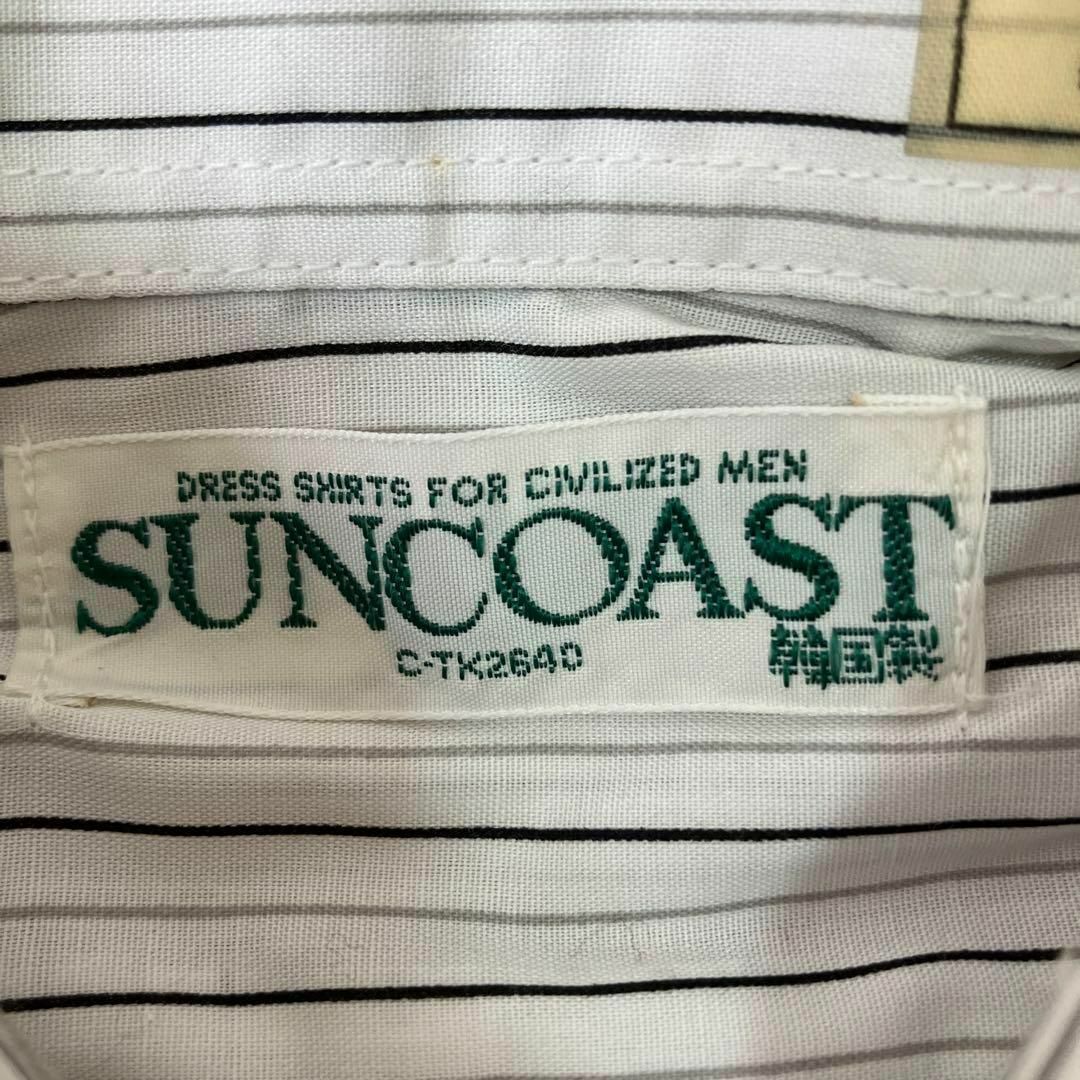 DRESS SHIRTS FOR CIVILIZED MEN
SUNCOAST
C-TK2640
韓国製